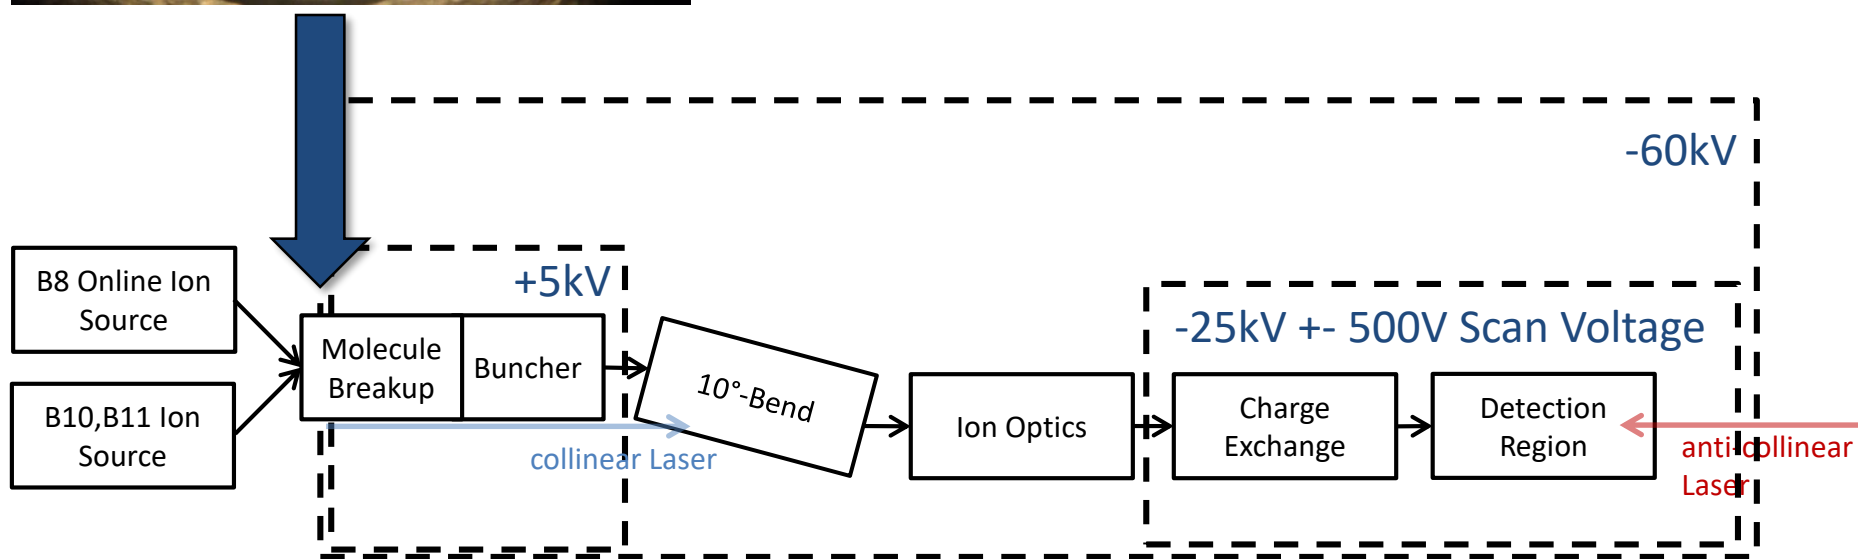 -60kV
+5kV
B8 Online Ion
Source
B10,B11 Ion
Source
Molecule
Breakup
Buncher
collinear Laser
10°-Bend
Ion Optics
-25kV +- 500V Scan Voltage
Charge
Exchange
Detection
Region
anti-collinear
Laser